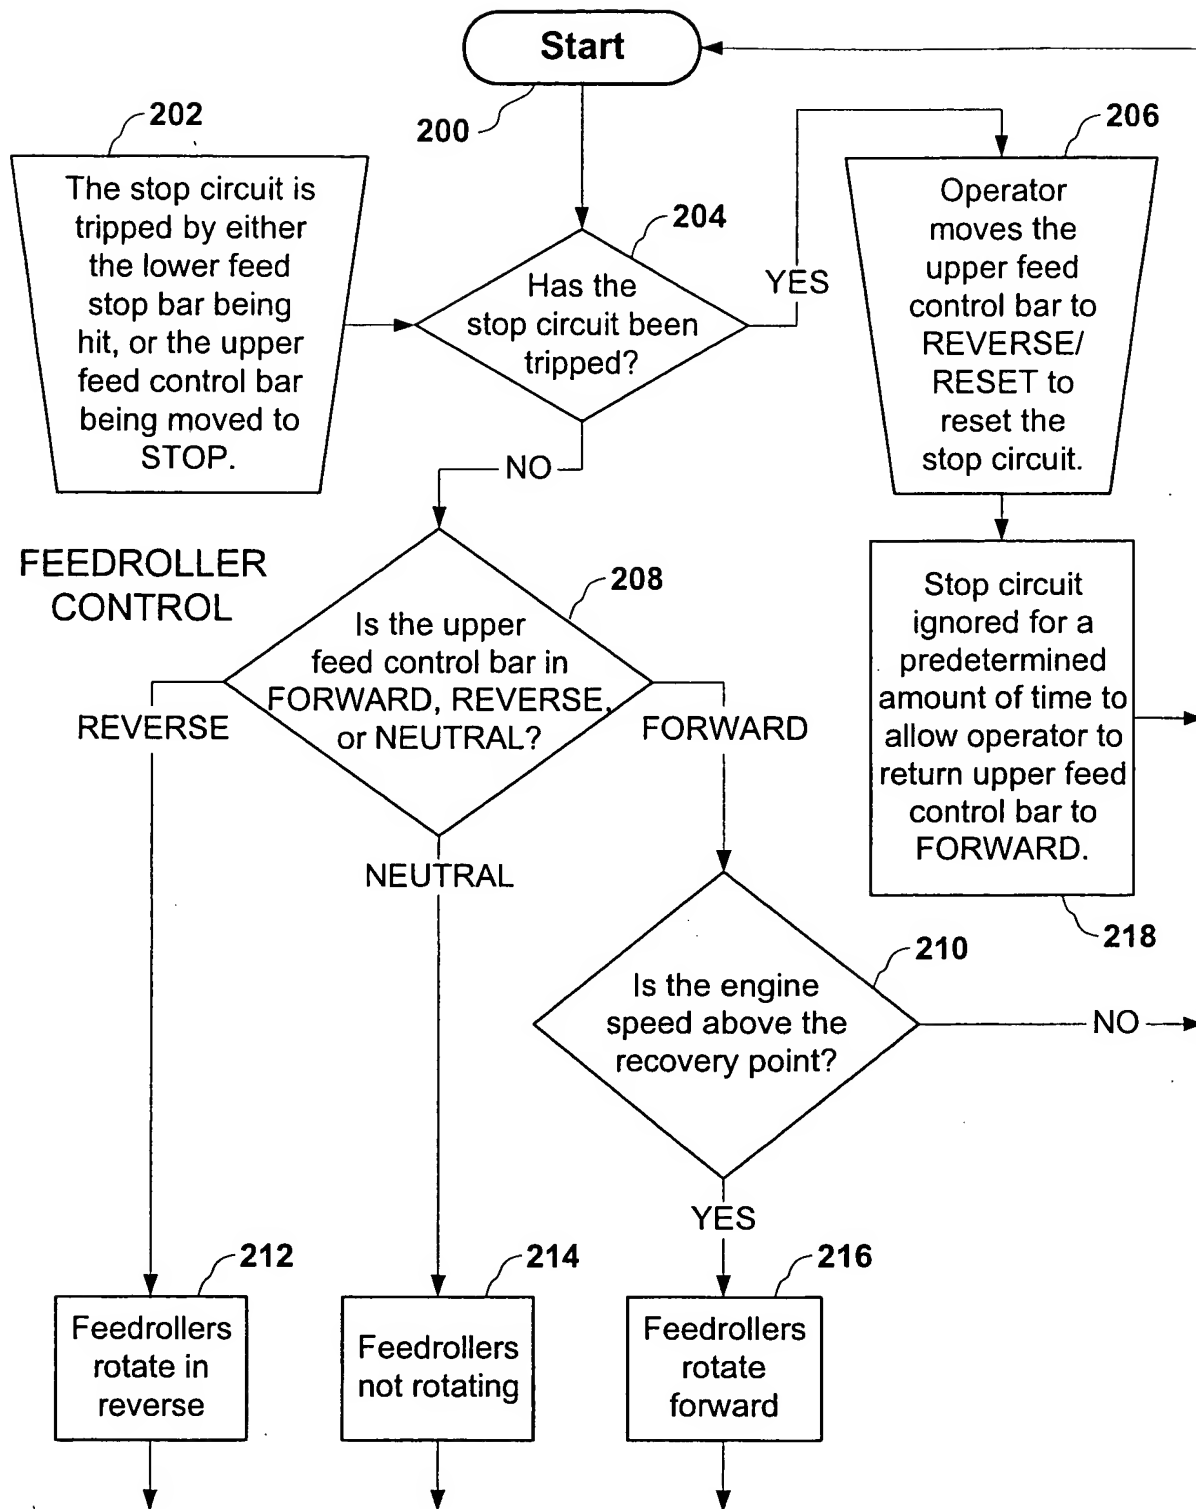 Start
200
202
The stop circuit is
tripped by either
the lower feed
stop bar being
hit, or the upper
feed control bar
being moved to
STOP.
204
Has the
stop circuit been
tripped?
YES
206
Operator
moves the
upper feed
control bar to
REVERSE/
RESET to
reset the
stop circuit.
NO
FEEDROLLER
CONTROL
208
Is the upper
feed control bar in
FORWARD, REVERSE,
or NEUTRAL?
REVERSE
FORWARD
NEUTRAL
Stop circuit
ignored for a
predetermined
amount of time to
allow operator to
return upper feed
control bar to
FORWARD.
218
210
Is the engine
speed above the
recovery point?
NO
YES
212
Feedrollers
rotate in
reverse
214
Feedrollers
not rotating
216
Feedrollers
rotate
forward